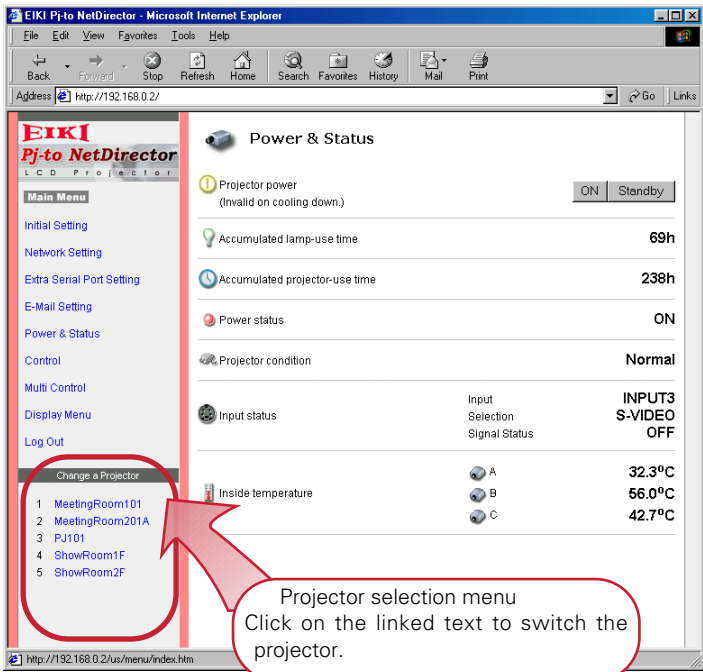 EIKI Pj-to NetDirector - Microsoft Internet Explorer
File Edit View Favorites Tools Help
Back Forward Stop Refresh Home Search Favorites History Mail Print
Address http://192.168.0.2/ Go Links
EIKI
Pj-to NetDirector
LCD Projector
Main Menu
Initial Setting
Network Setting
Extra Serial Port Setting
E-Mail Setting
Power & Status
Control
Multi Control
Display Menu
Log Out
Change a Projector
1 MeetingRoom101
2 MeetingRoom201A
3 PJ101
4 ShowRoom1F
5 ShowRoom2F
Power & Status
Projector power
(Invalid on cooling down.)
ON Standby
Accumulated lamp-use time 69h
Accumulated projector-use time 238h
Power status ON
Projector condition Normal
Input status
Input INPUT3
Selection S-VIDEO
Signal Status OFF
Inside temperature
A 32.3ºC
B 56.0ºC
C 42.7ºC
Projector selection menu
Click on the linked text to switch the
projector.
http://192.168.0.2/us/menu/index.htm